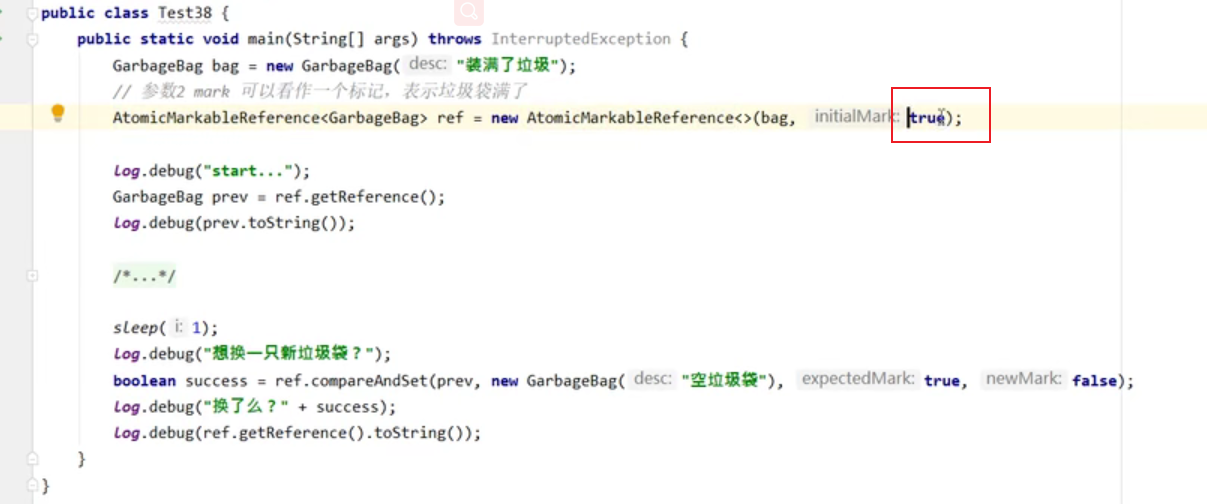 public class Test38 {
public static void main(String[] args) throws InterruptedException {
GarbageBag bag = new GarbageBag( desc: "装满了垃圾");
// 参数2 mark 可以看作一个标记，表示垃圾袋满了
AtomicMarkableReference<GarbageBag> ref = new AtomicMarkableReference<>(bag, initialMark: true);
log.debug("start...");
GarbageBag prev = ref.getReference();
log.debug(prev.toString());
/*...*/
sleep( i: 1);
log.debug("想换一只新垃圾袋？");
boolean success = ref.compareAndSet(prev, new GarbageBag( desc: "空垃圾袋"), expectedMark: true, newMark: false);
log.debug("换了么？" + success);
log.debug(ref.getReference().toString());
}
}